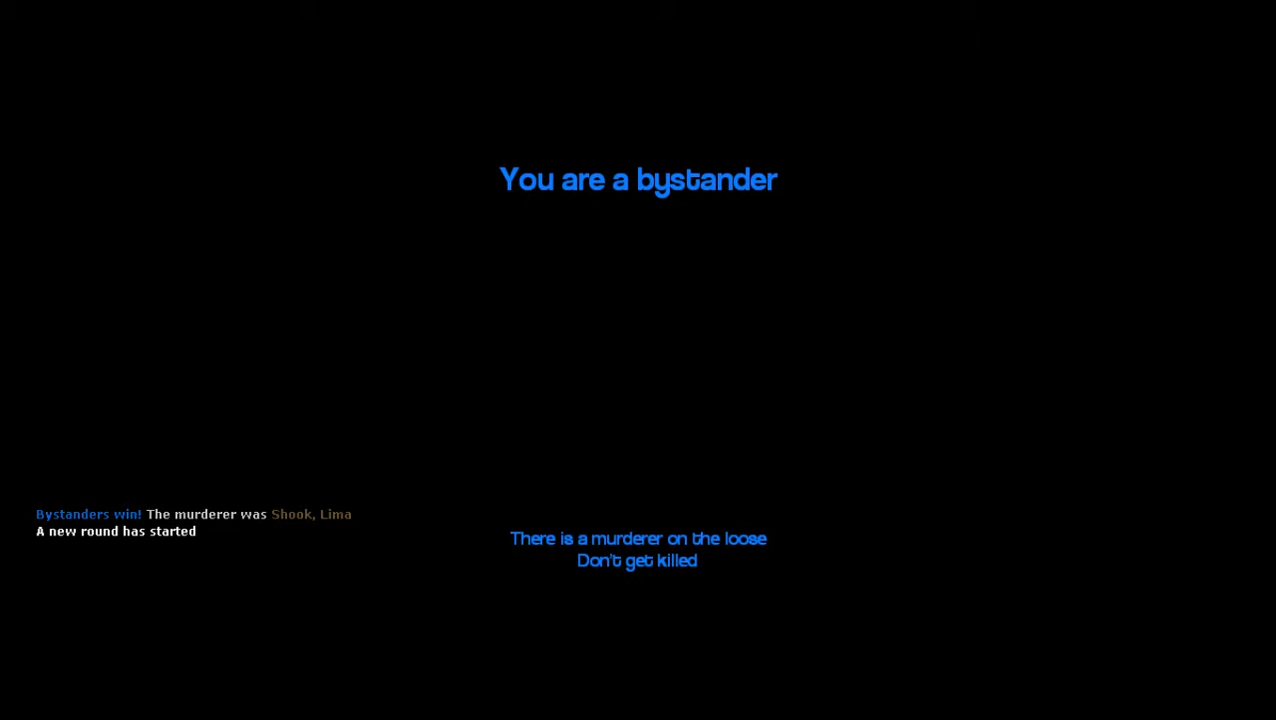 You are a bystander
Bystanders win! The murderer was Shook, Lima
A new round has started
There is a murderer on the loose
Don't get killed